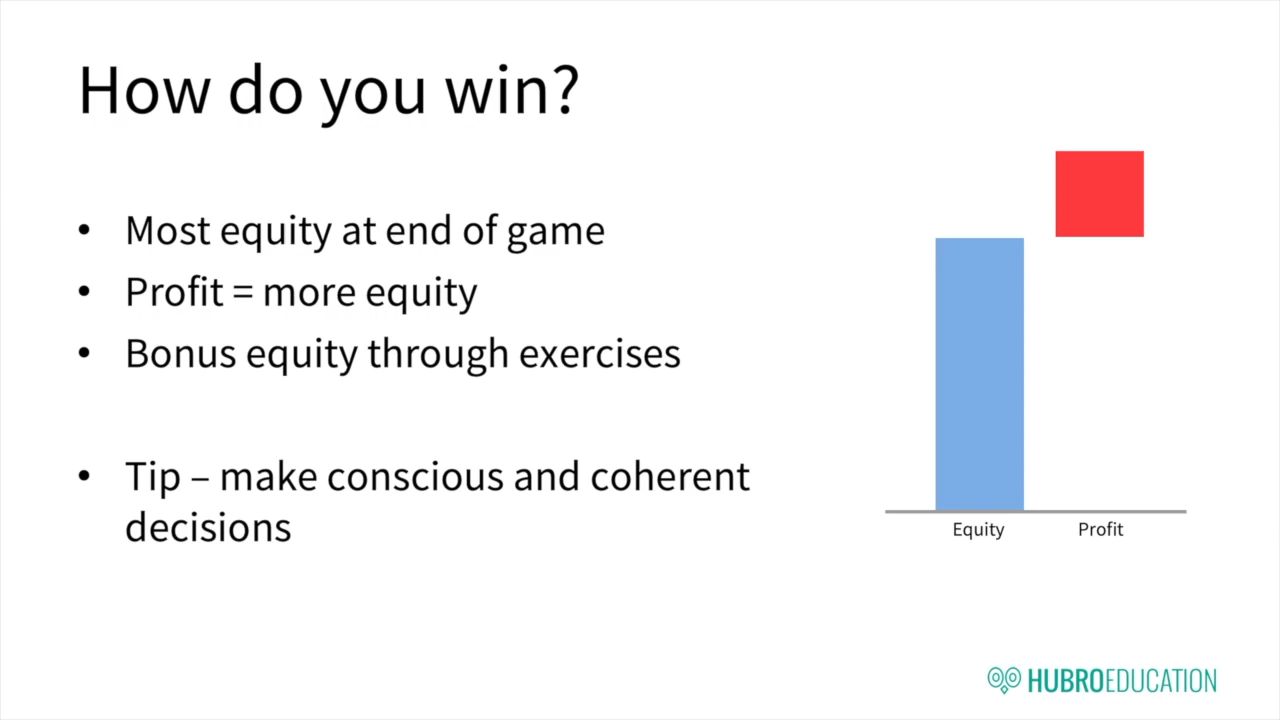 How do you win?
• Most equity at end of game
• Profit = more equity
• Bonus equity through exercises
• Tip – make conscious and coherent
decisions
Equity
Profit
HUBROEDUCATION